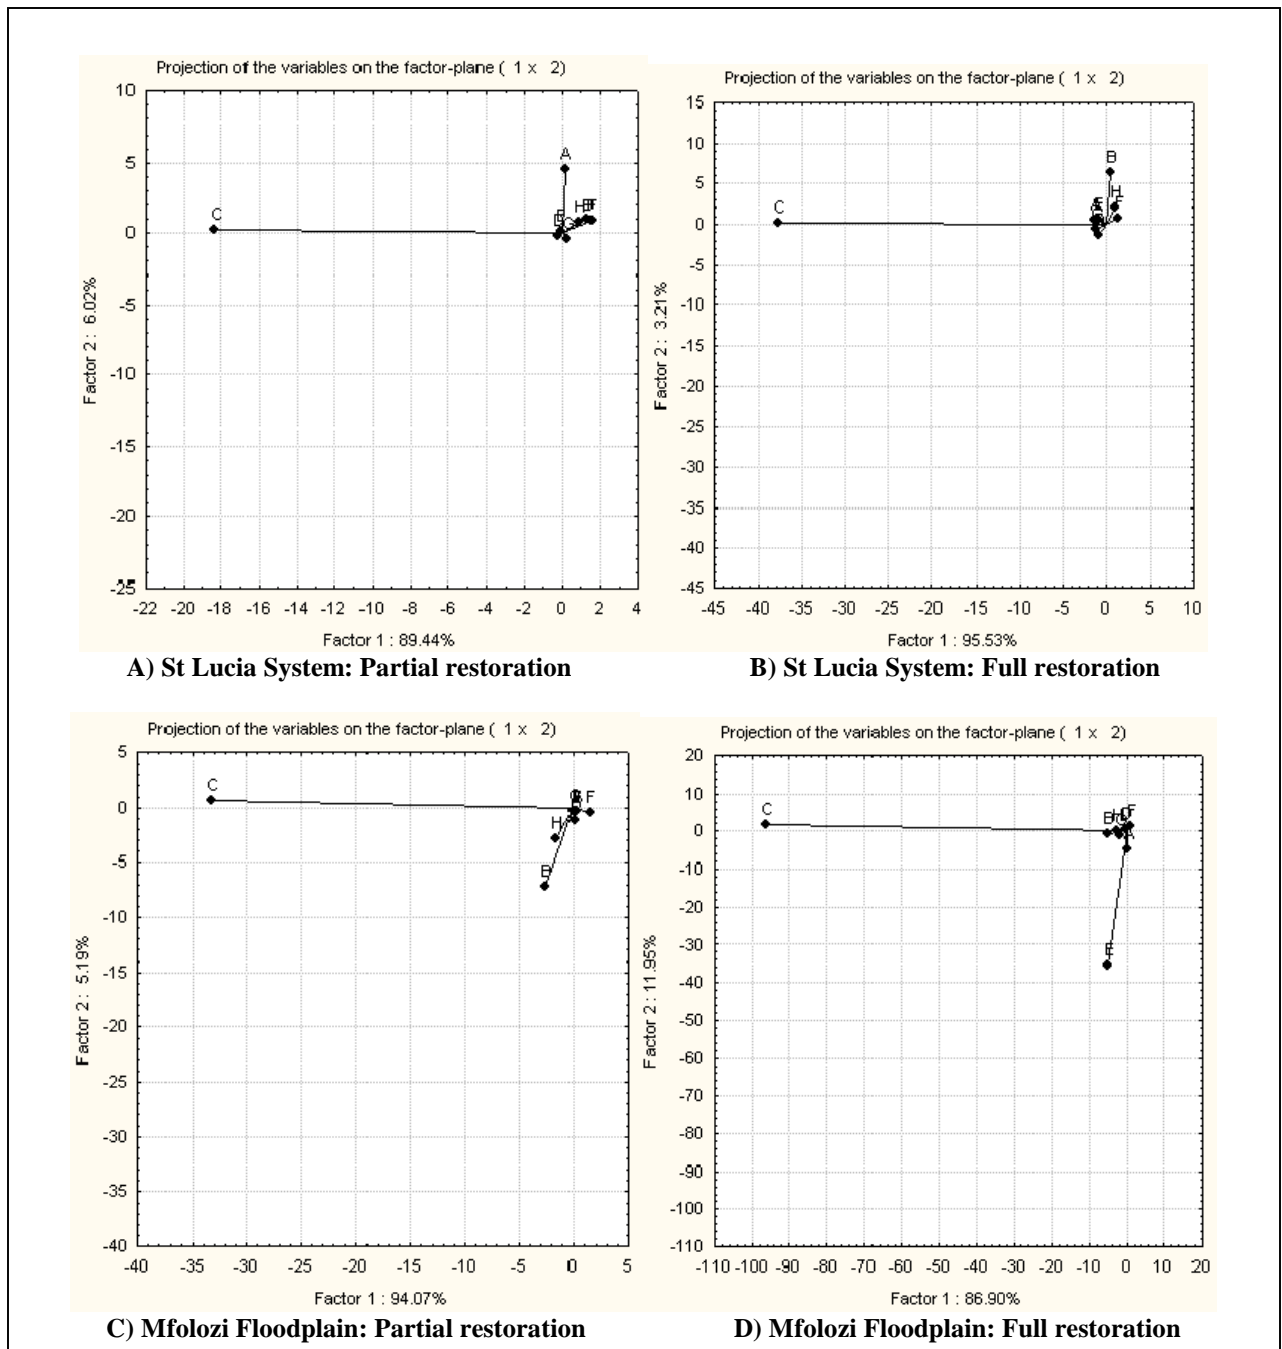 Projection of the variables on the factor-plane ( 1 x 2)
10
5
0
-5
-10
-15
-20
-25
Factor 2 : 6.02%
A
C
H
-22 -20 -18 -16 -14 -12 -10 -8 -6 -4 -2 0 2 4
Factor 1 : 89.44%
A) St Lucia System: Partial restoration
Projection of the variables on the factor-plane ( 1 x 2)
15
10
5
0
-5
-10
-15
-20
-25
-30
-35
-40
-45
Factor 2 : 3.21%
B
C
H
F
-45 -40 -35 -30 -25 -20 -15 -10 -5 0 5 10
Factor 1 : 95.53%
B) St Lucia System: Full restoration
Projection of the variables on the factor-plane ( 1 x 2)
5
0
-5
-10
-15
-20
-25
-30
-35
-40
Factor 2 : 5.19%
C
F
H
B
-40 -35 -30 -25 -20 -15 -10 -5 0 5
Factor 1 : 94.07%
C) Mfolozi Floodplain: Partial restoration
Projection of the variables on the factor-plane ( 1 x 2)
20
10
0
-10
-20
-30
-40
-50
-60
-70
-80
-90
-100
-110
Factor 2 : 11.95%
C
B
F
E
-110 -100 -90 -80 -70 -60 -50 -40 -30 -20 -10 0 10 20
Factor 1 : 86.90%
D) Mfolozi Floodplain: Full restoration